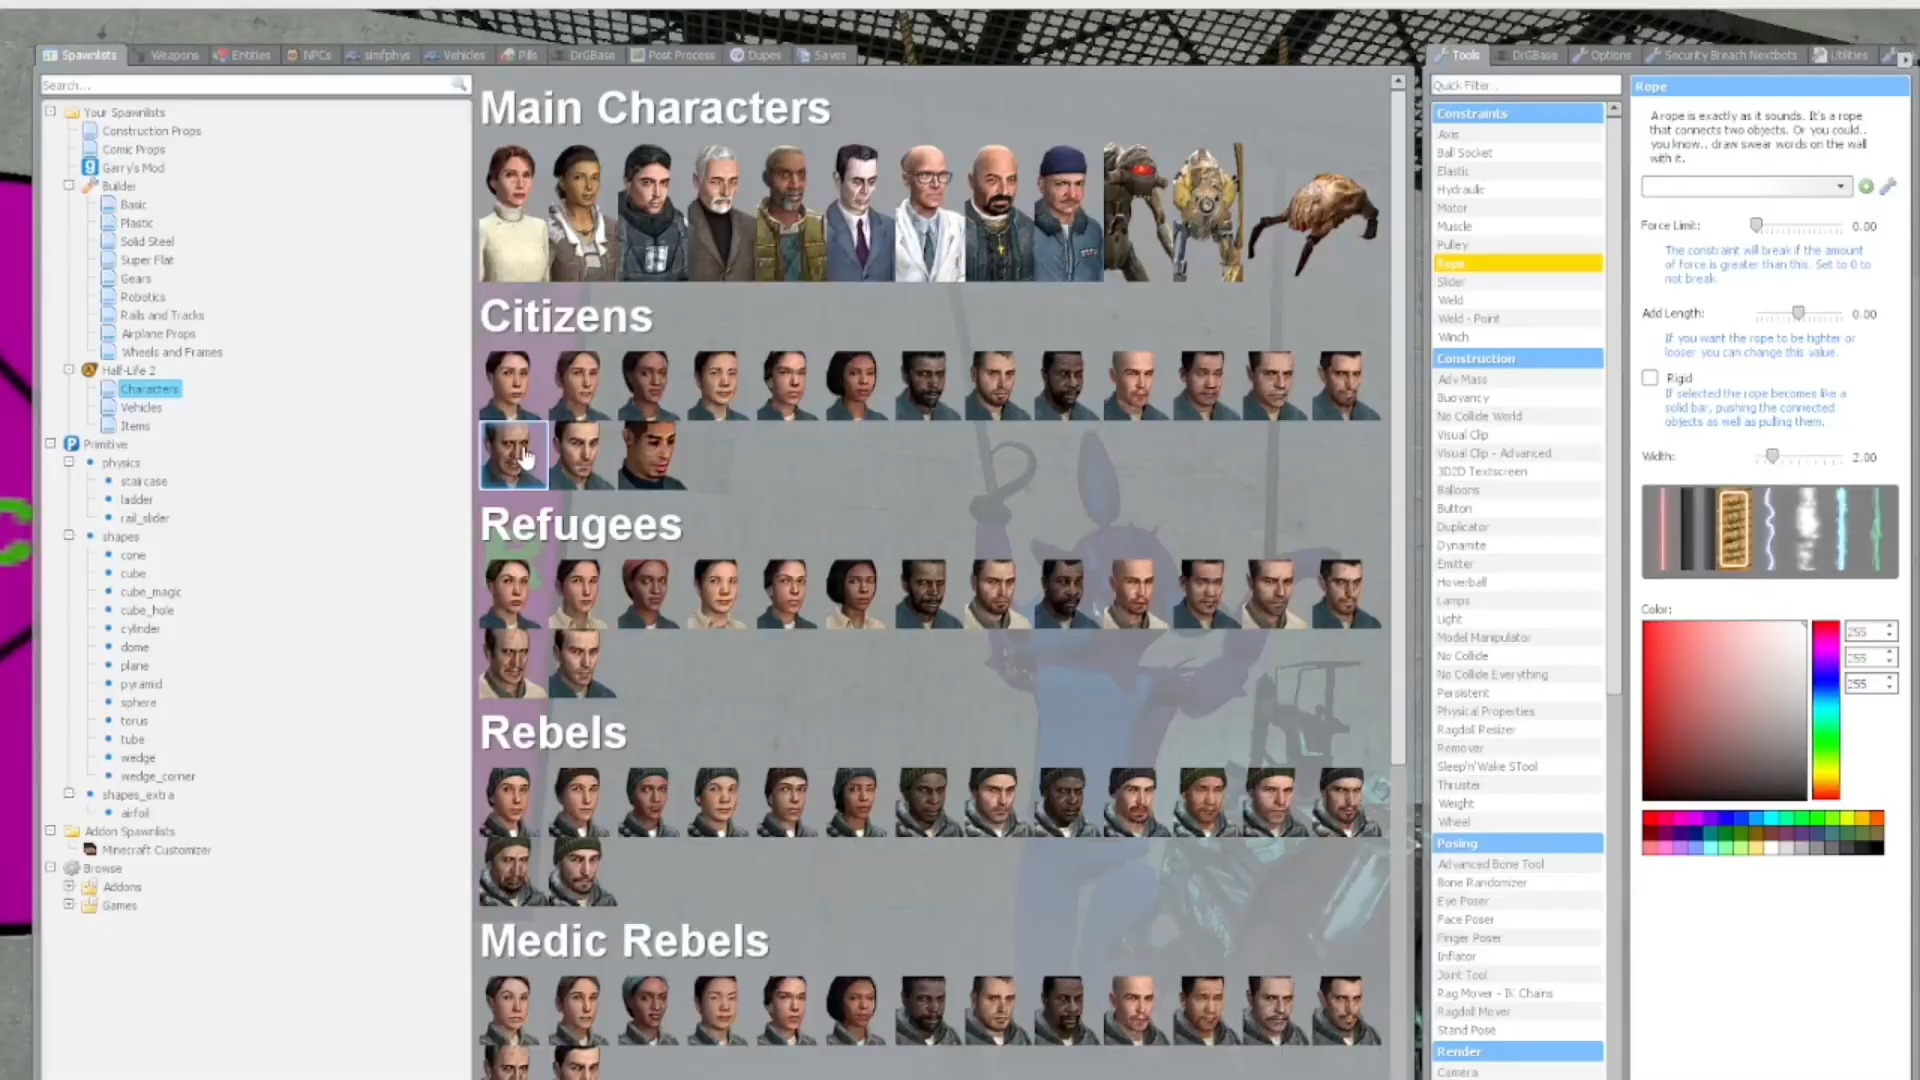 Spawnlists
Weapons
Entities
NPCs
simfphys
Vehicles
Pills
DrGBase
Post Process
Dupes
Saves
Search...
Your Spawnlists
Construction Props
Comic Props
Garry's Mod
Builder
Basic
Plastic
Solid Steel
Super Flat
Gears
Robotics
Rails and Tracks
Airplane Props
Wheels and Frames
Half-Life 2
Characters
Vehicles
Items
Primitive
physics
staircase
ladder
rail_slider
shapes
cone
cube
cube_magic
cube_hole
cylinder
dome
plane
pyramid
sphere
torus
tube
wedge
wedge_corner
shapes_extra
airfoil
Addon Spawnlists
Minecraft Customizer
Browse
Addons
Games
Main Characters
Citizens
Refugees
Rebels
Medic Rebels
Tools
DrGBase
Options
Security Breach Nextbots
Utilities
Quick Filter...
Constraints
Axis
Ball Socket
Elastic
Hydraulic
Motor
Muscle
Pulley
Rope
Slider
Weld
Weld - Point
Winch
Construction
Adv Mass
Buoyancy
No Collide World
Visual Clip
Visual Clip - Advanced
3D2D Textscreen
Balloons
Button
Duplicator
Dynamite
Emitter
Hoverball
Lamps
Light
Model Manipulator
No Collide
No Collide Everything
Persistent
Physical Properties
Ragdoll Resizer
Remover
Sleep'n'Wake STool
Thruster
Weight
Wheel
Posing
Advanced Bone Tool
Bone Randomizer
Eye Poser
Face Poser
Finger Poser
Inflator
Joint Tool
Rag Mover - IK Chains
Ragdoll Mover
Stand Pose
Render
Camera
Rope
A rope is exactly as it sounds. It's a rope
that connects two objects. Or you could..
you know.. draw swear words on the wall
with it.
Force Limit: 0.00
The constraint will break if the amount
of force is greater than this. Set to 0 to
not break.
Add Length: 0.00
If you want the rope to be tighter or
looser you can change this value.
Rigid
If selected the rope becomes like a
solid bar, pushing the connected
objects as well as pulling them.
Width: 2.00
Color:
255
255
255